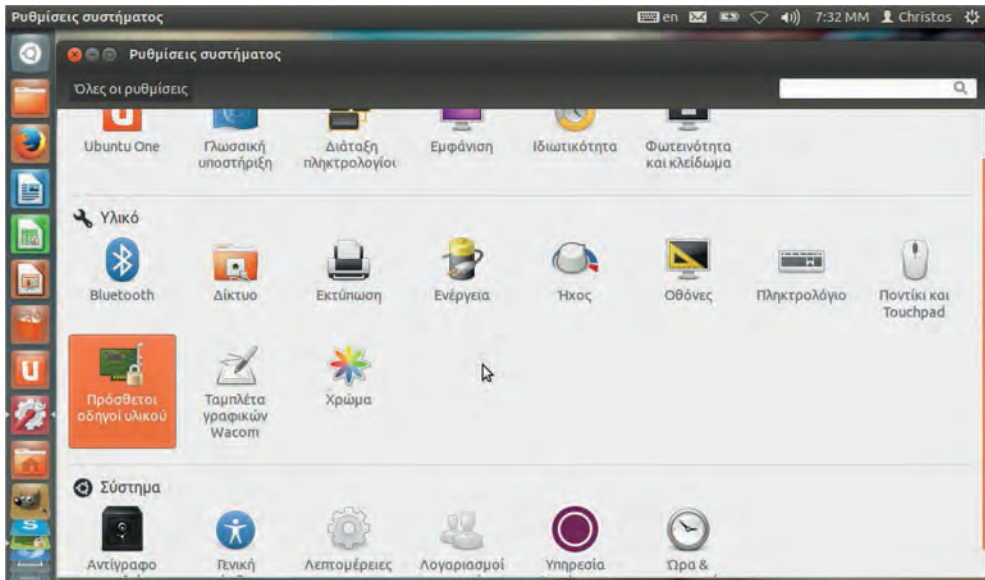 Ρυθμίσεις συστήματος en 7:32 ΜΜ Christos
Ρυθμίσεις συστήματος
Όλες οι ρυθμίσεις
Ubuntu One Γλωσσική υποστήριξη Διάταξη πληκτρολογίοι Εμφάνιση Ιδιωτικότητα Φωτεινότητα και κλείδωμα
Υλικό
Bluetooth Δίκτυο Εκτύπωση Ενέργεια Ήχος Οθόνες Πληκτρολόγιο Ποντίκι και Touchpad
Πρόσθετοι οδηγοί υλικού Ταμπλέτα γραφικών Wacom Χρώμα
Σύστημα
Αντίγραφο Γενική Λεπτομέρειες Λογαριασμοί Υπηρεσία Ώρα &